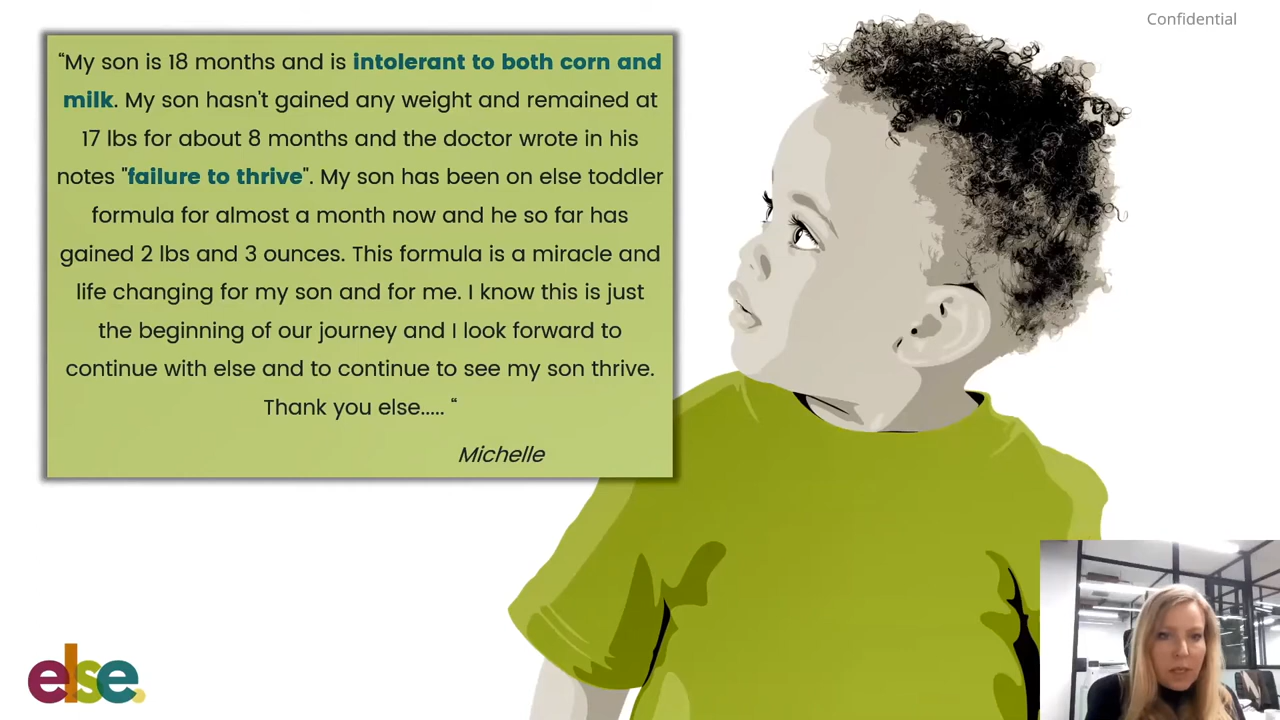 Confidential
“My son is 18 months and is intolerant to both corn and
milk. My son hasn't gained any weight and remained at
17 lbs for about 8 months and the doctor wrote in his
notes "failure to thrive". My son has been on else toddler
formula for almost a month now and he so far has
gained 2 lbs and 3 ounces. This formula is a miracle and
life changing for my son and for me. I know this is just
the beginning of our journey and I look forward to
continue with else and to continue to see my son thrive.
Thank you else..... “
Michelle
else.